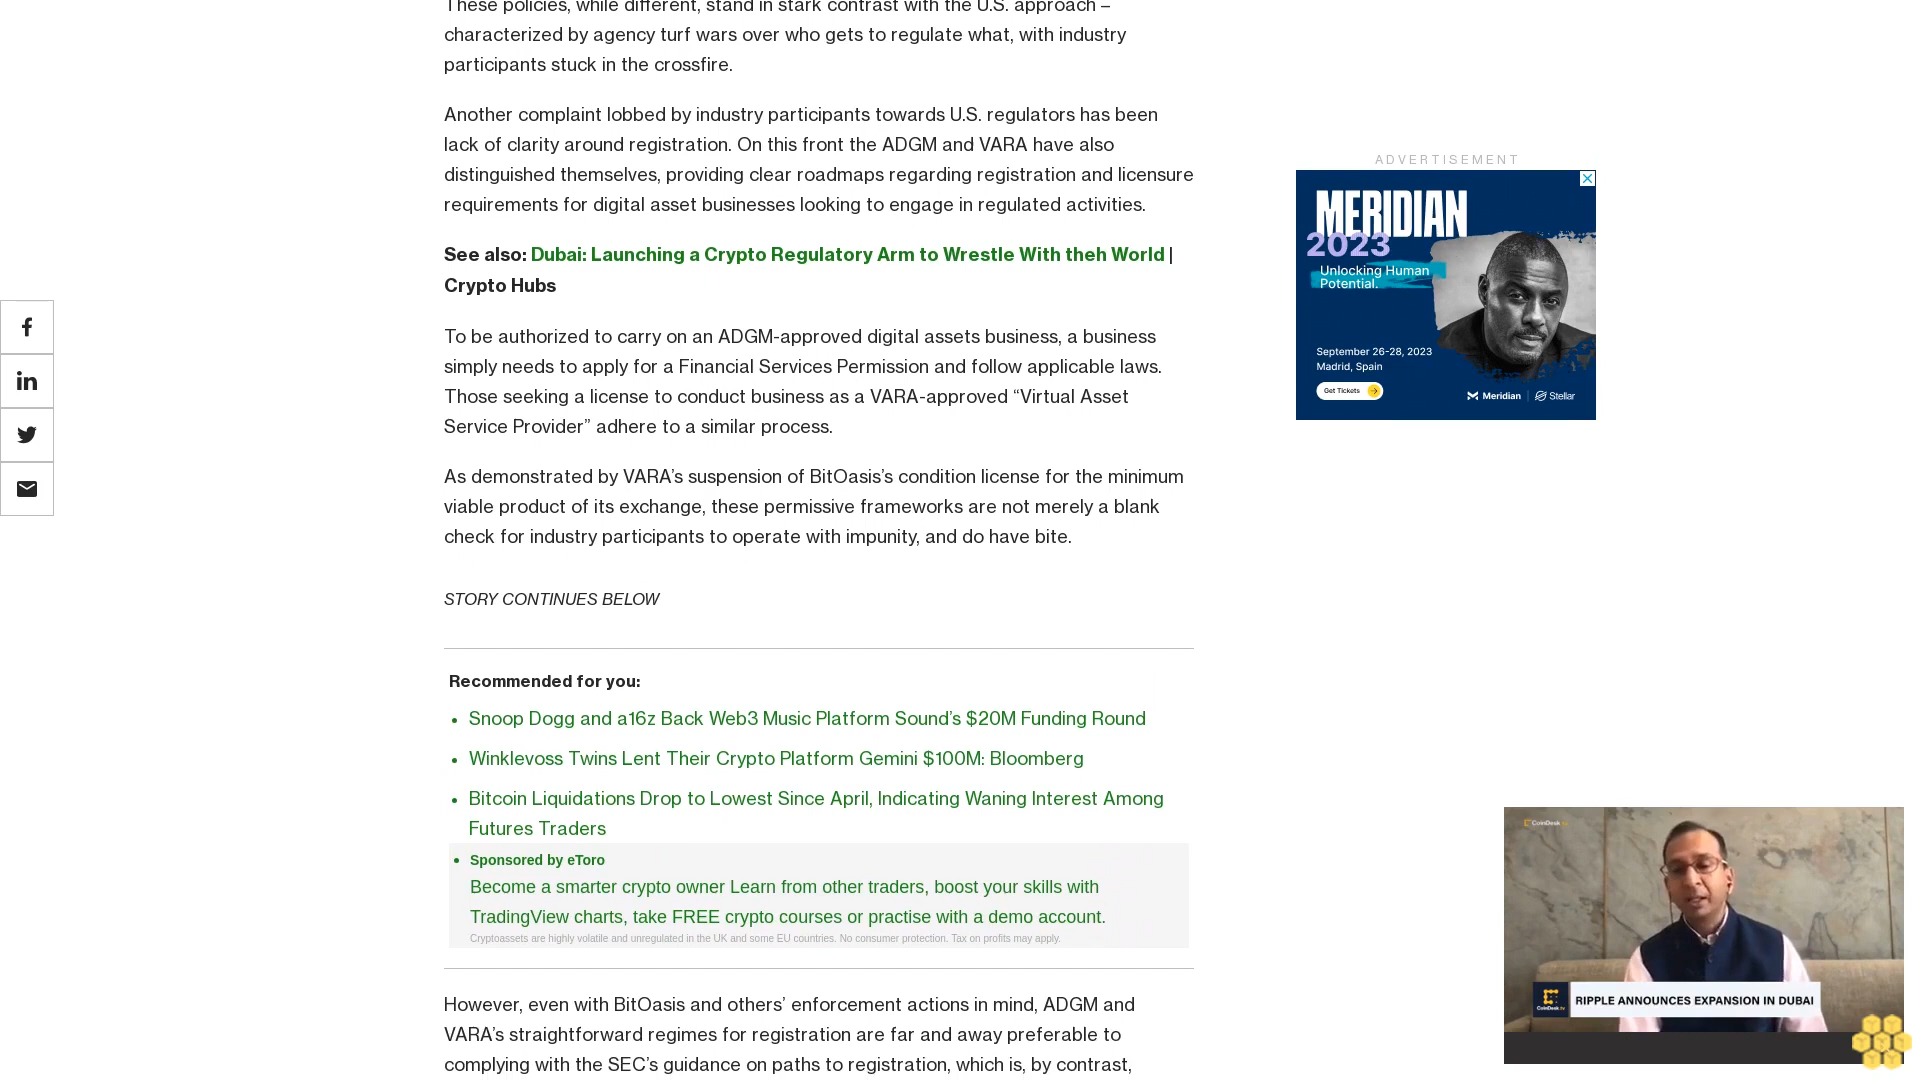 These policies, while different, stand in stark contrast with the U.S. approach –
characterized by agency turf wars over who gets to regulate what, with industry
participants stuck in the crossfire.
Another complaint lobbed by industry participants towards U.S. regulators has been
lack of clarity around registration. On this front the ADGM and VARA have also
distinguished themselves, providing clear roadmaps regarding registration and licensure
requirements for digital asset businesses looking to engage in regulated activities.
See also: Dubai: Launching a Crypto Regulatory Arm to Wrestle With theh World |
Crypto Hubs
To be authorized to carry on an ADGM-approved digital assets business, a business
simply needs to apply for a Financial Services Permission and follow applicable laws.
Those seeking a license to conduct business as a VARA-approved “Virtual Asset
Service Provider” adhere to a similar process.
As demonstrated by VARA’s suspension of BitOasis’s condition license for the minimum
viable product of its exchange, these permissive frameworks are not merely a blank
check for industry participants to operate with impunity, and do have bite.
STORY CONTINUES BELOW
Recommended for you:
• Snoop Dogg and a16z Back Web3 Music Platform Sound’s $20M Funding Round
• Winklevoss Twins Lent Their Crypto Platform Gemini $100M: Bloomberg
• Bitcoin Liquidations Drop to Lowest Since April, Indicating Waning Interest Among
Futures Traders
• Sponsored by eToro
Become a smarter crypto owner Learn from other traders, boost your skills with
TradingView charts, take FREE crypto courses or practise with a demo account.
Cryptoassets are highly volatile and unregulated in the UK and some EU countries. No consumer protection. Tax on profits may apply.
However, even with BitOasis and others’ enforcement actions in mind, ADGM and
VARA’s straightforward regimes for registration are far and away preferable to
complying with the SEC’s guidance on paths to registration, which is, by contrast,
ADVERTISEMENT
MERIDIAN
2023
Unlocking Human
Potential.
September 26-28, 2023
Madrid, Spain
Get Tickets
Meridian | Stellar
CoinDesk TV
CoinDesk.tv
RIPPLE ANNOUNCES EXPANSION IN DUBAI